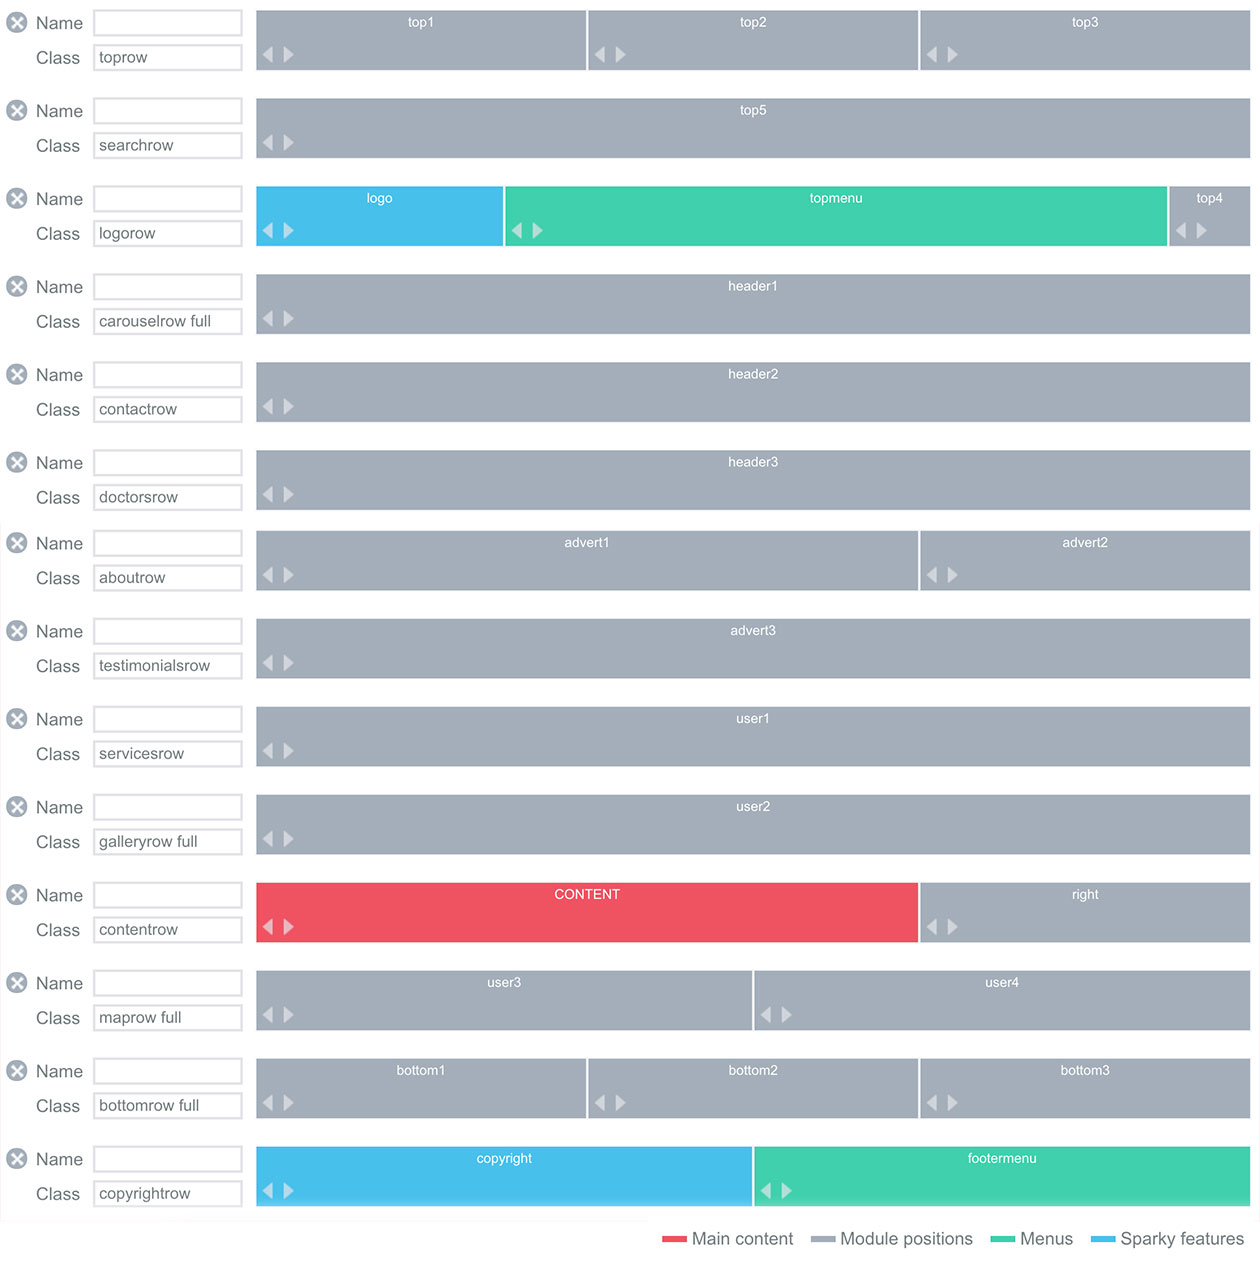 Name top1 top2 top3
Class toprow
Name top5
Class searchrow
Name logo topmenu top4
Class logorow
Name header1
Class carouselrow full
Name header2
Class contactrow
Name header3
Class doctorsrow
Name advert1 advert2
Class aboutrow
Name advert3
Class testimonialsrow
Name user1
Class servicesrow
Name user2
Class galleryrow full
Name CONTENT right
Class contentrow
Name user3 user4
Class maprow full
Name bottom1 bottom2 bottom3
Class bottomrow full
Name copyright footermenu
Class copyrightrow
Main content Module positions Menus Sparky features